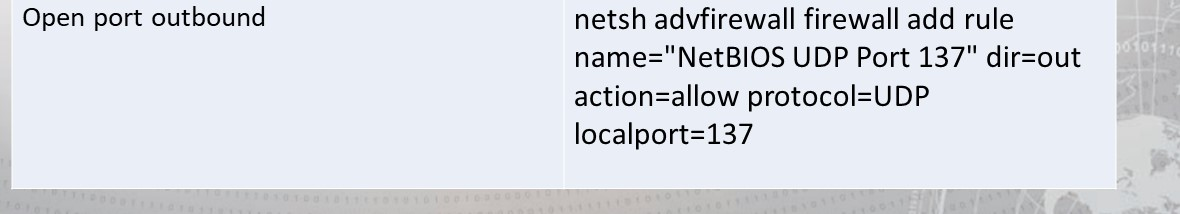 Open port outbound
netsh advfirewall firewall add rule
name="NetBIOS UDP Port 137" dir=out
action=allow protocol=UDP
localport=137